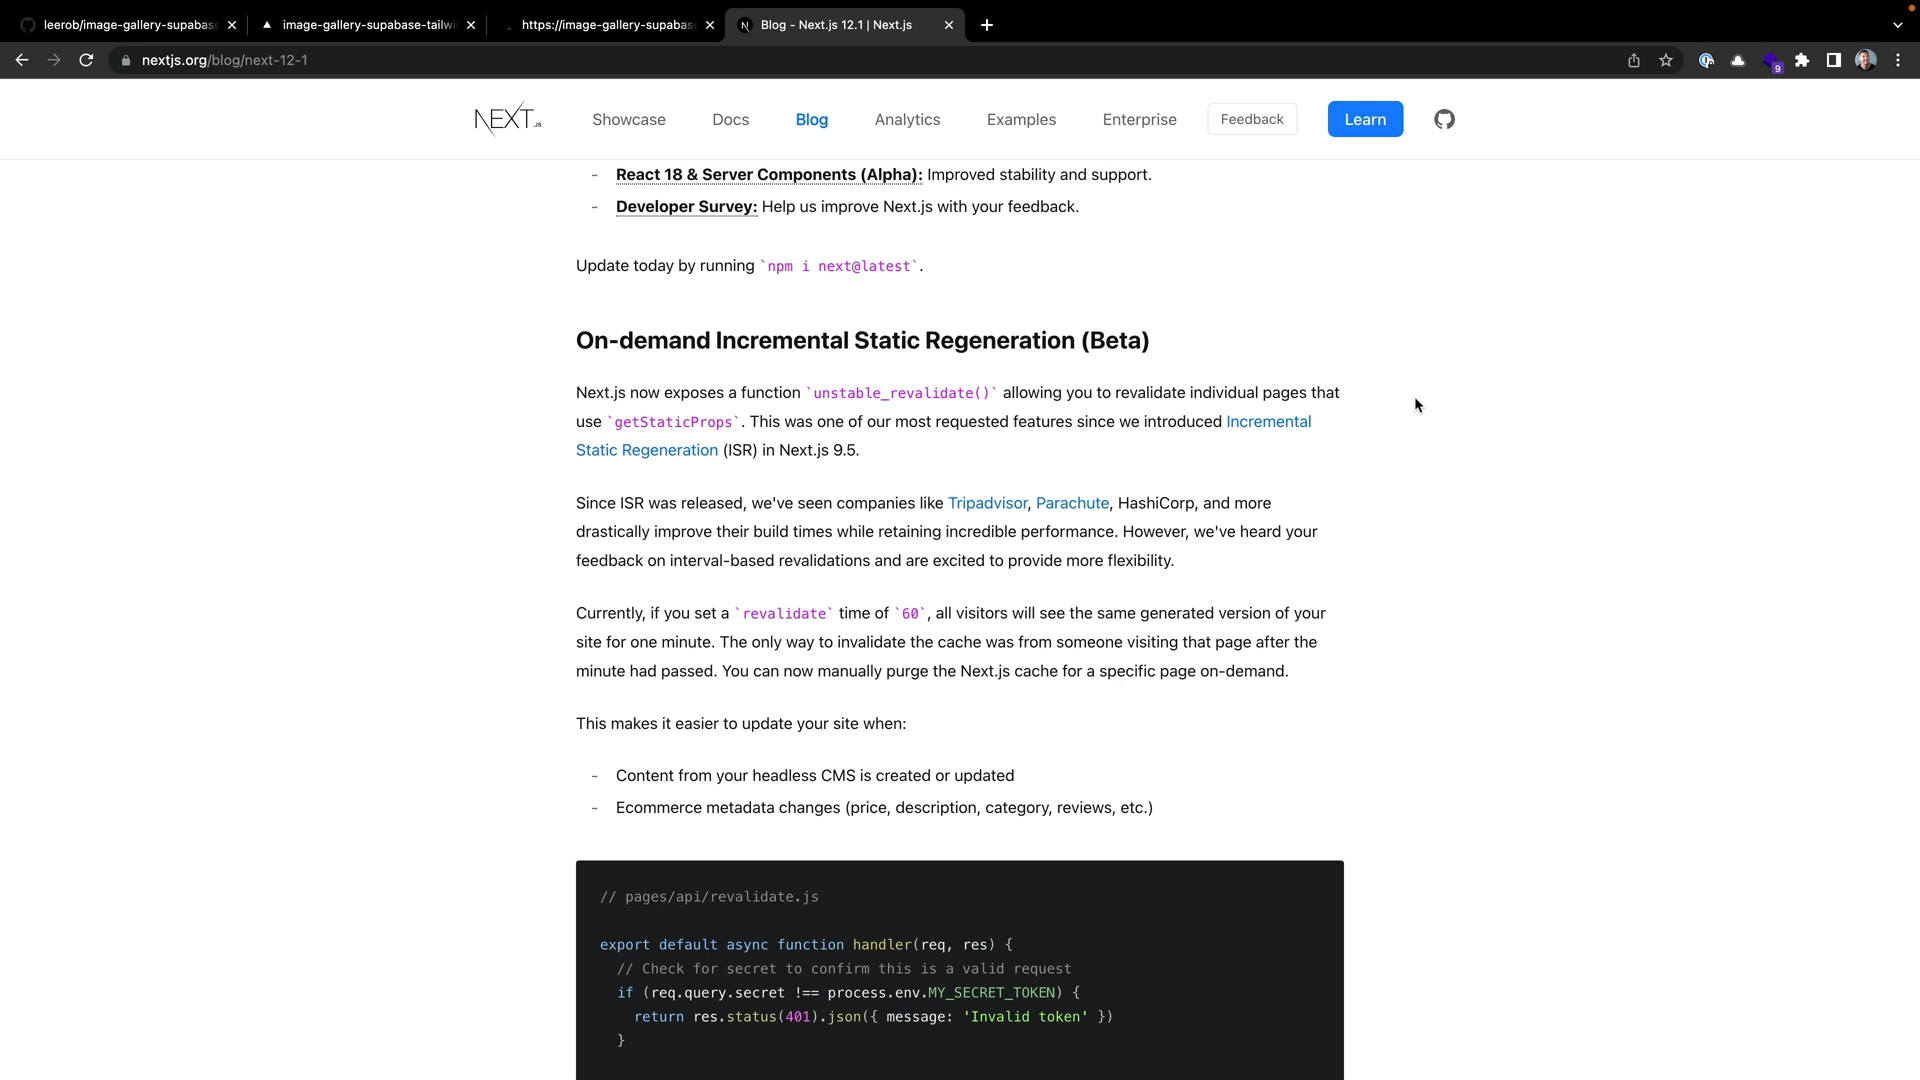 leerob/image-gallery-supabase
image-gallery-supabase-tailwi
https://image-gallery-supabase
Blog - Next.js 12.1 | Next.js
nextjs.org/blog/next-12-1
9
NEXT.JS
Showcase
Docs
Blog
Analytics
Examples
Enterprise
Feedback
Learn
- React 18 & Server Components (Alpha): Improved stability and support.
- Developer Survey: Help us improve Next.js with your feedback.
Update today by running `npm i next@latest`.
On-demand Incremental Static Regeneration (Beta)
Next.js now exposes a function `unstable_revalidate()` allowing you to revalidate individual pages that
use `getStaticProps`. This was one of our most requested features since we introduced Incremental
Static Regeneration (ISR) in Next.js 9.5.
Since ISR was released, we've seen companies like Tripadvisor, Parachute, HashiCorp, and more
drastically improve their build times while retaining incredible performance. However, we've heard your
feedback on interval-based revalidations and are excited to provide more flexibility.
Currently, if you set a `revalidate` time of `60`, all visitors will see the same generated version of your
site for one minute. The only way to invalidate the cache was from someone visiting that page after the
minute had passed. You can now manually purge the Next.js cache for a specific page on-demand.
This makes it easier to update your site when:
- Content from your headless CMS is created or updated
- Ecommerce metadata changes (price, description, category, reviews, etc.)
// pages/api/revalidate.js
export default async function handler(req, res) {
// Check for secret to confirm this is a valid request
if (req.query.secret !== process.env.MY_SECRET_TOKEN) {
return res.status(401).json({ message: 'Invalid token' })
}